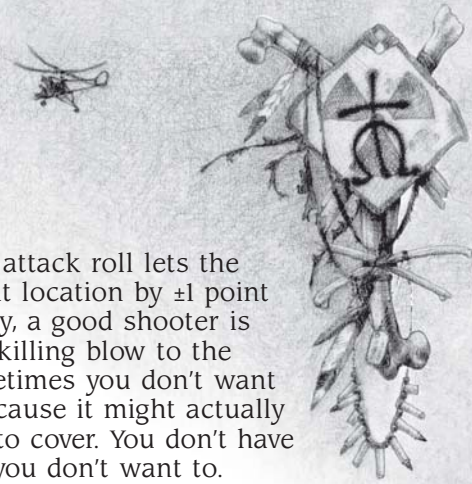 attack roll lets the
t location by ±1 point
y, a good shooter is
killing blow to the
etimes you don't want
cause it might actually
to cover. You don't have
you don't want to.
Ω